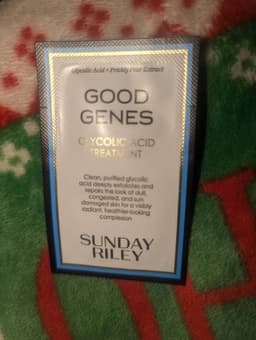 Glycolic Acid + Prickly Pear Extract
GOOD
GENES
GLYCOLIC ACID
TREATMENT
Clean, purified glycolic
acid deeply exfoliates and
repairs the look of dull,
congested, and sun
damaged skin for a visibly
radiant, healthier-looking
complexion
SUNDAY
RILEY